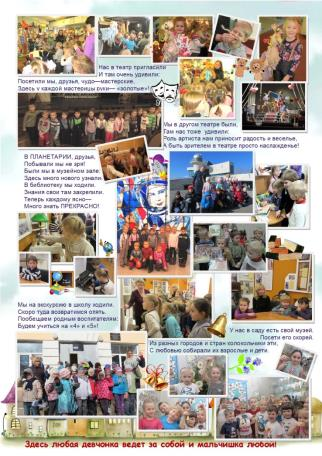 Нас в театр пригласили
И там очень удивили:
Посетили мы, друзья, чудо—мастерские.
Здесь у каждой мастерицы руки— «золотые»!
Мы в другом театре были,
Там нас тоже удивили:
Роль артиста нам приносит радость и веселье,
А быть зрителем в театре просто наслажденье!
В ПЛАНЕТАРИИ, друзья,
Побывали мы не зря!
Были мы в музейном зале:
Здесь много нового узнали
В библиотеку мы ходили.
Знания свои там закрепили.
Теперь каждому ясно—
Много знать ПРЕКРАСНО!
Мы на экскурсию в школу ходили.
Скоро туда возвратимся опять.
Пообещаем родным воспитателям:
Будем учиться на «4» и «5»!
У нас в саду есть свой музей.
Посети его скорей.
Из разных городов и стран колокольчики эти,
С любовью собирали их взрослые и дети.
Здесь любая девчонка ведет за собой и мальчишка любой!